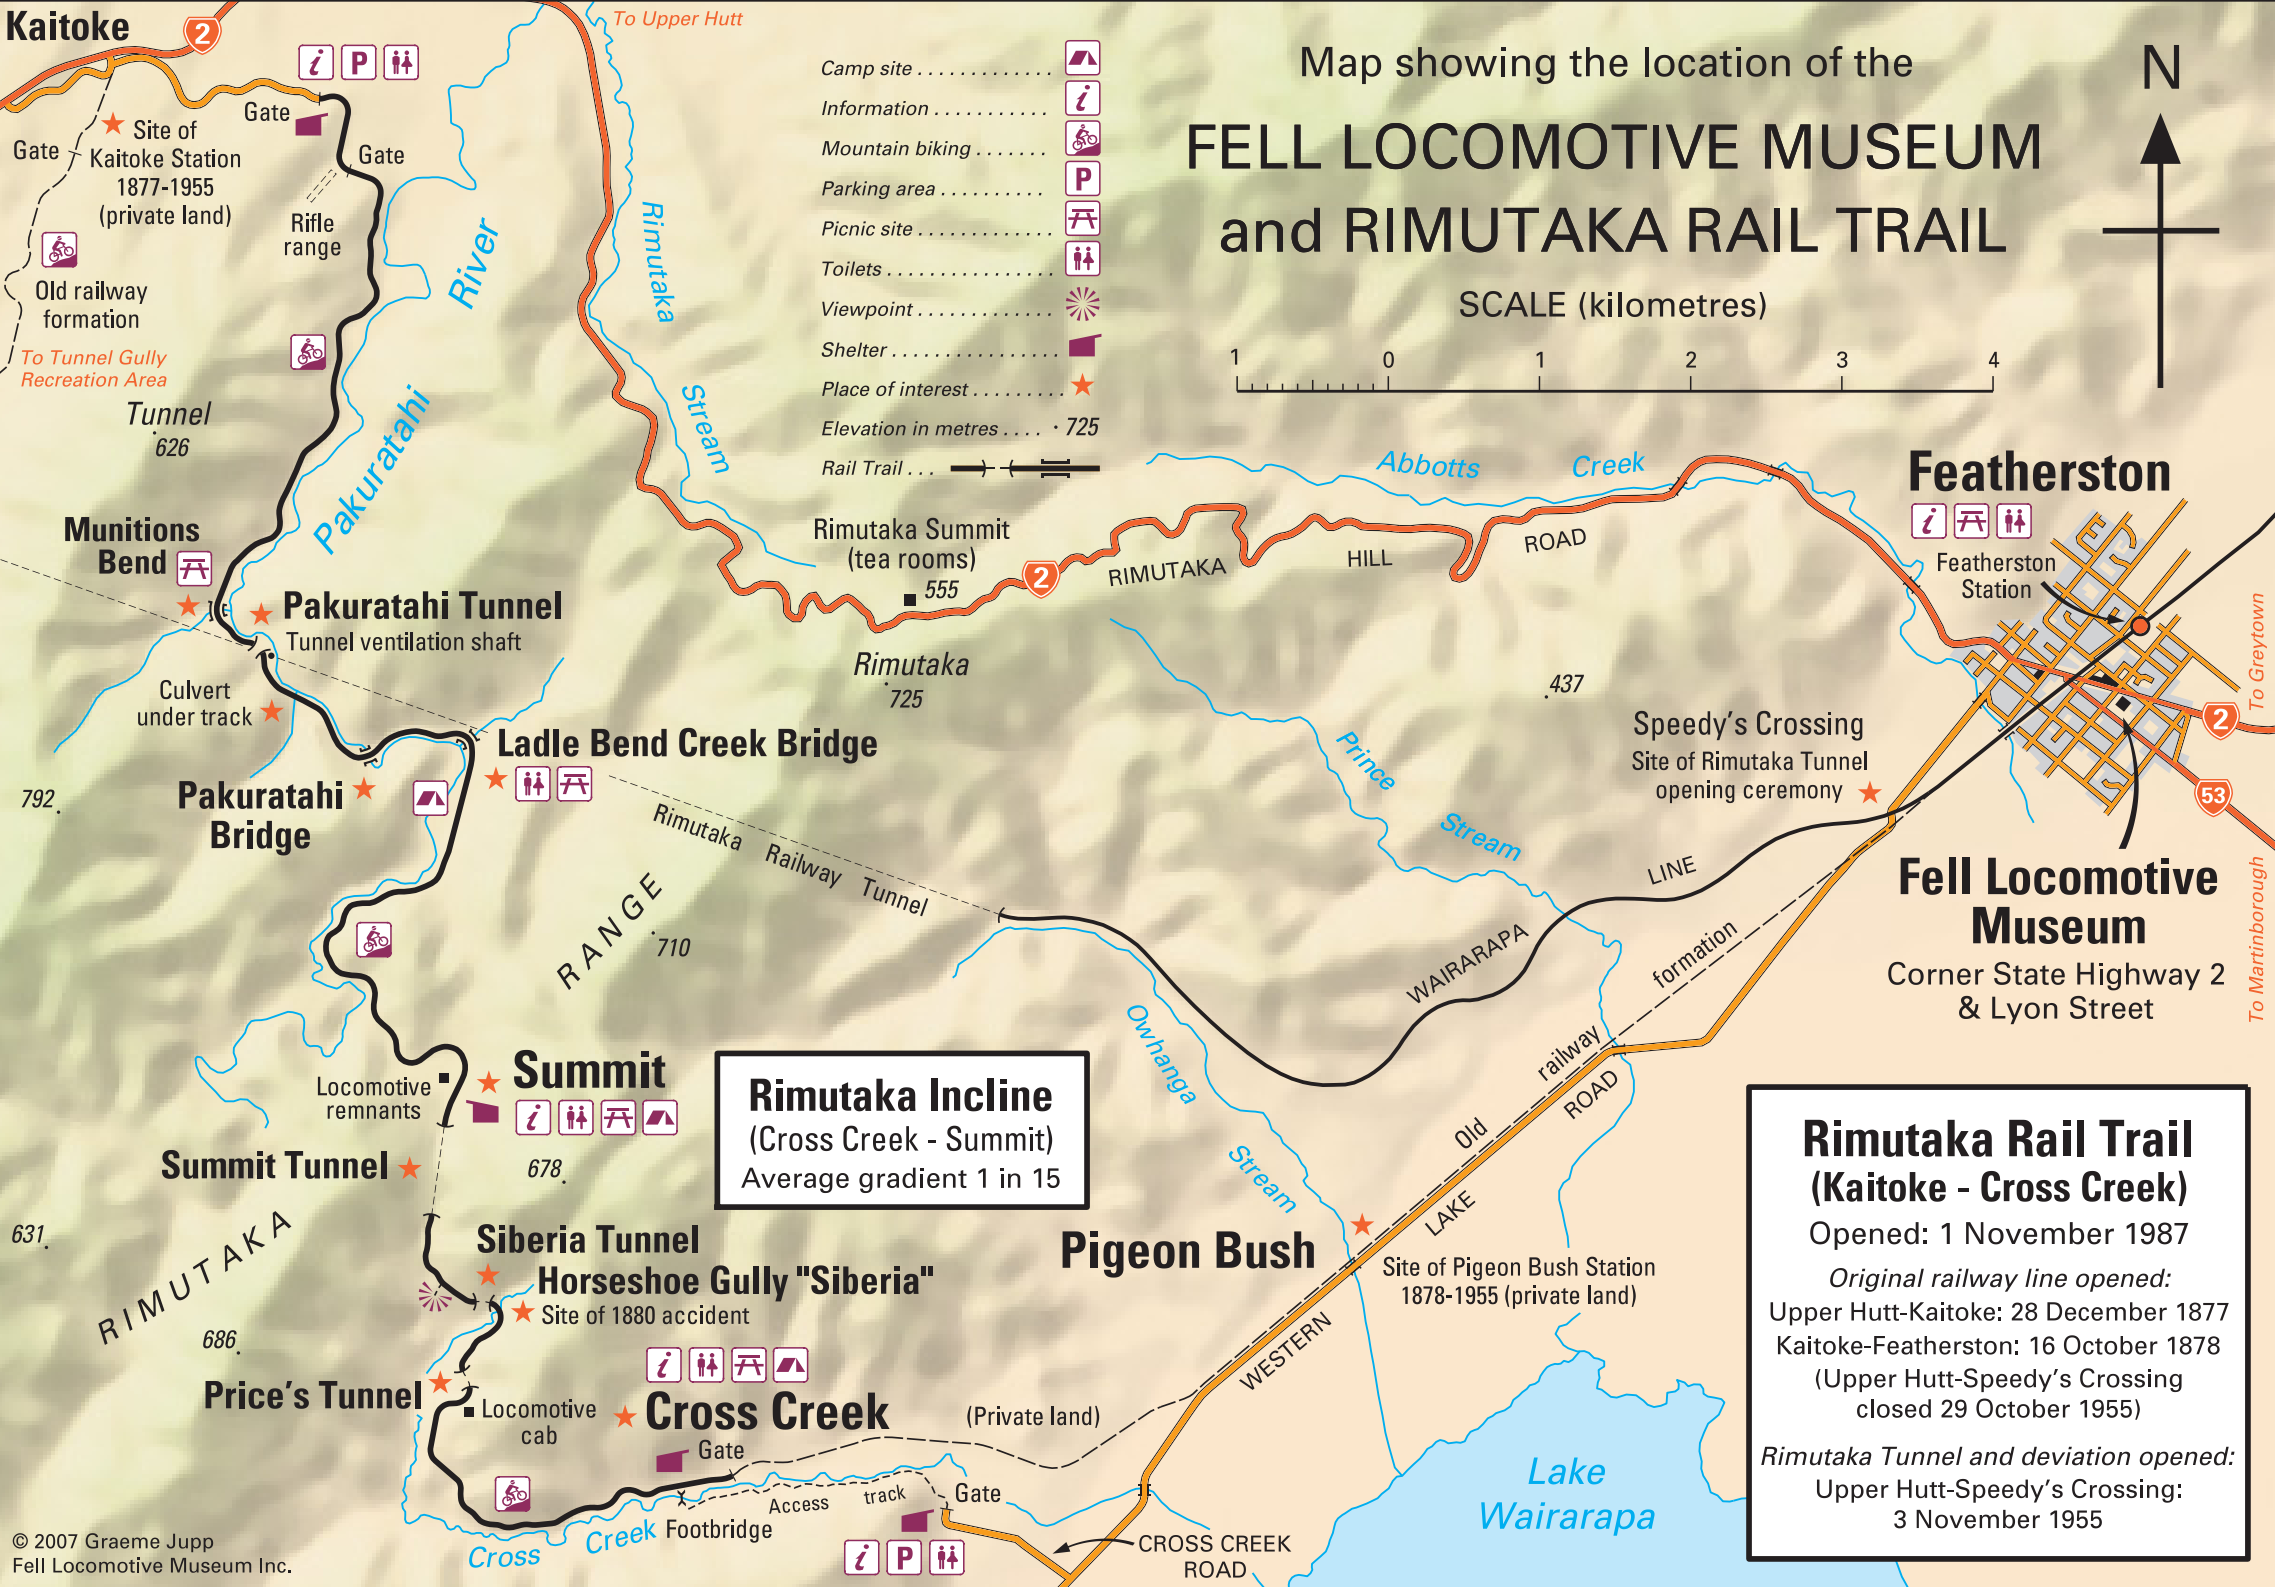 Kaitoke
2
To Upper Hutt
i
P
Gate
Site of
Kaitoke Station
1877-1955
(private land)
Gate
Gate
Rifle
range
Old railway
formation
To Tunnel Gully
Recreation Area
Tunnel
626
Pakuratahi River
Rimutaka Stream
Camp site . . . . . . . . . . . . .
Information . . . . . . . . . . . i
Mountain biking . . . . . . .
Parking area . . . . . . . . . . P
Picnic site . . . . . . . . . . . . .
Toilets . . . . . . . . . . . . . . . .
Viewpoint . . . . . . . . . . . . .
Shelter . . . . . . . . . . . . . . . .
Place of interest . . . . . . . . .
Elevation in metres . . . . · 725
Rail Trail . . .
Map showing the location of the
FELL LOCOMOTIVE MUSEUM
and RIMUTAKA RAIL TRAIL
SCALE (kilometres)
1 0 1 2 3 4
N
Munitions
Bend
Pakuratahi Tunnel
Tunnel ventilation shaft
Culvert
under track
Pakuratahi
Bridge
792
Ladle Bend Creek Bridge
Rimutaka Railway Tunnel
Rimutaka Summit
(tea rooms)
555
2
RIMUTAKA HILL ROAD
Rimutaka
725
Abbotts Creek
437
Prince Stream
Featherston
i
Featherston
Station
To Greytown
2
53
To Martinborough
Speedy's Crossing
Site of Rimutaka Tunnel
opening ceremony
Fell Locomotive
Museum
Corner State Highway 2
& Lyon Street
WAIRARAPA LINE
Old railway formation
RIMUTAKA RANGE
710
Owhanga Stream
Locomotive
remnants
Summit
i
Summit Tunnel
678
631
686
Rimutaka Incline
(Cross Creek - Summit)
Average gradient 1 in 15
Siberia Tunnel
Horseshoe Gully "Siberia"
Site of 1880 accident
Price's Tunnel
Locomotive
cab
i
Cross Creek
Gate
(Private land)
Footbridge
Access track
Gate
Cross Creek
i
P
CROSS CREEK
ROAD
Pigeon Bush
Site of Pigeon Bush Station
1878-1955 (private land)
WESTERN LAKE ROAD
Lake
Wairarapa
Rimutaka Rail Trail
(Kaitoke - Cross Creek)
Opened: 1 November 1987
Original railway line opened:
Upper Hutt-Kaitoke: 28 December 1877
Kaitoke-Featherston: 16 October 1878
(Upper Hutt-Speedy's Crossing
closed 29 October 1955)
Rimutaka Tunnel and deviation opened:
Upper Hutt-Speedy's Crossing:
3 November 1955
© 2007 Graeme Jupp
Fell Locomotive Museum Inc.